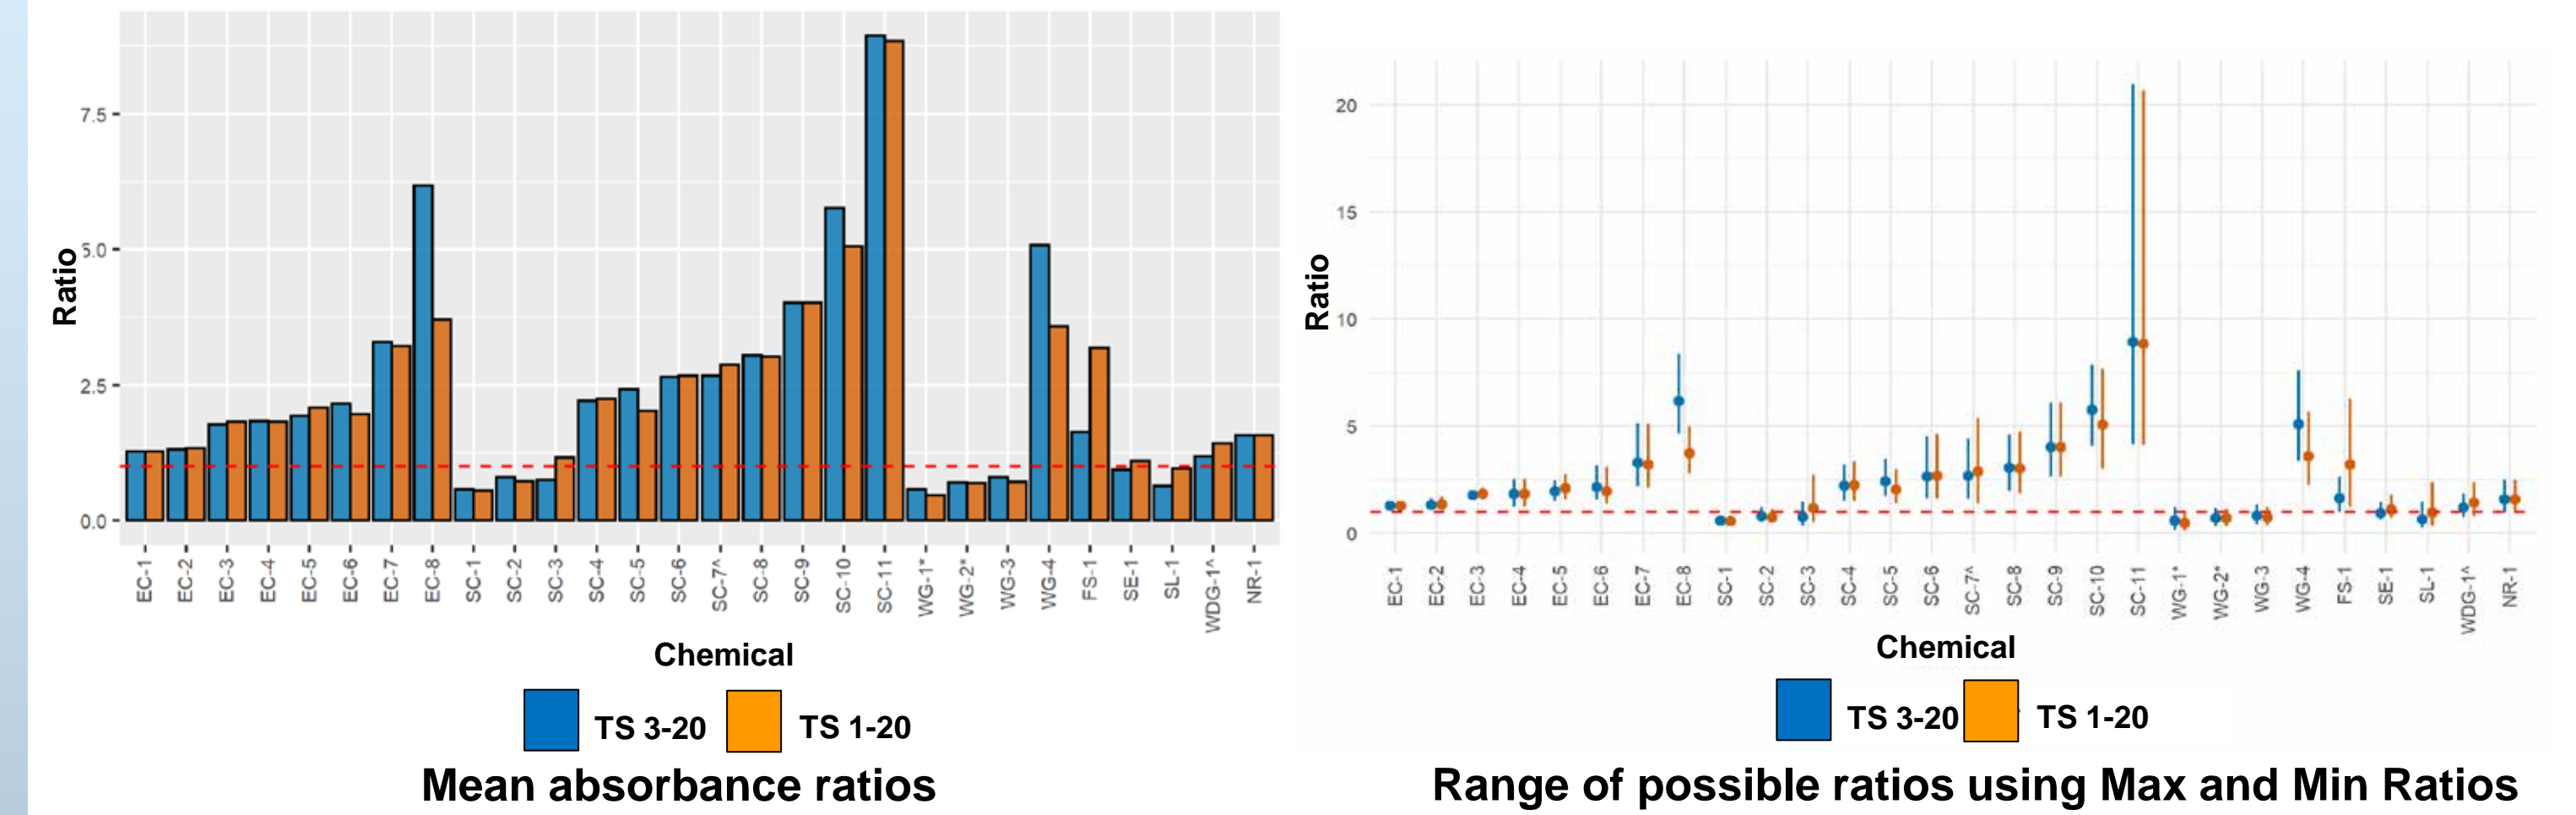 Ratio
7.5
5.0
2.5
0.0
EC-1
EC-2
EC-3
EC-4
EC-5
EC-6
EC-7
EC-8
SC-1
SC-2
SC-3
SC-4
SC-5
SC-6
SC-7^
SC-8
SC-9
SC-10
SC-11
WG-1*
WG-2*
WG-3
WG-4
FS-1
SE-1
SL-1
WDG-1^
NR-1
Chemical
TS 3-20 TS 1-20
Mean absorbance ratios
Ratio
20
15
10
5
0
EC-1
EC-2
EC-3
EC-4
EC-5
EC-6
EC-7
EC-8
SC-1
SC-2
SC-3
SC-4
SC-5
SC-6
SC-7^
SC-8
SC-9
SC-10
SC-11
WG-1*
WG-2*
WG-3
WG-4
FS-1
SE-1
SL-1
WDG-1^
NR-1
Chemical
TS 3-20 TS 1-20
Range of possible ratios using Max and Min Ratios